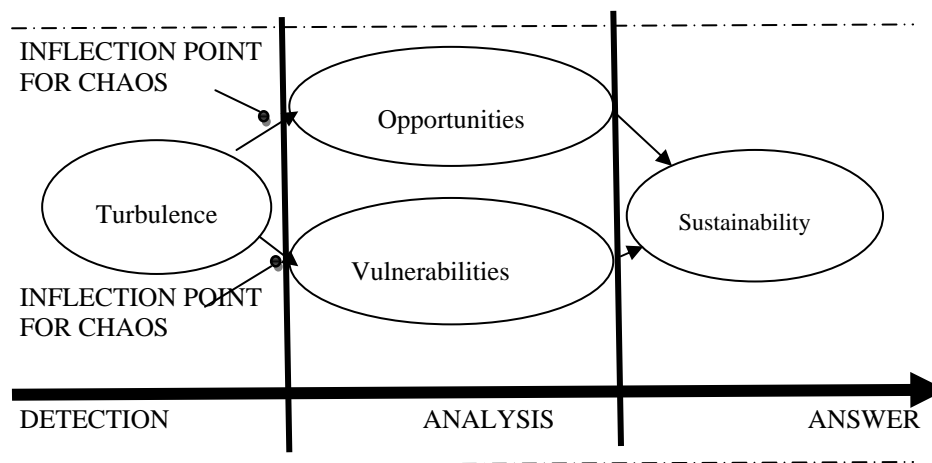 INFLECTION POINT
FOR CHAOS
Opportunities
Turbulence
Sustainability
Vulnerabilities
INFLECTION POINT
FOR CHAOS
DETECTION
ANALYSIS
ANSWER